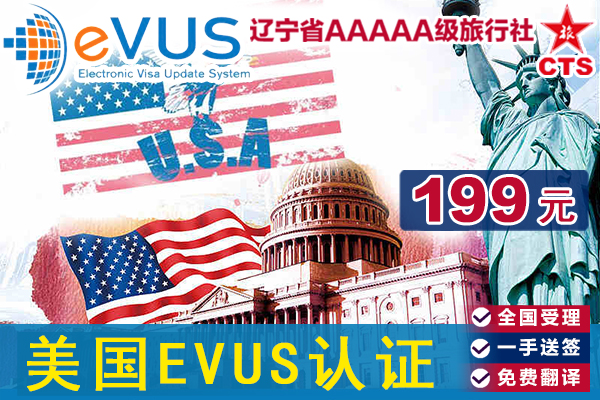 eVUS
Electronic Visa Update System
辽宁省AAAAA级旅行社
旅
CTS
U.S.A
199元
美国EVUS认证
全国受理
一手送签
免费翻译